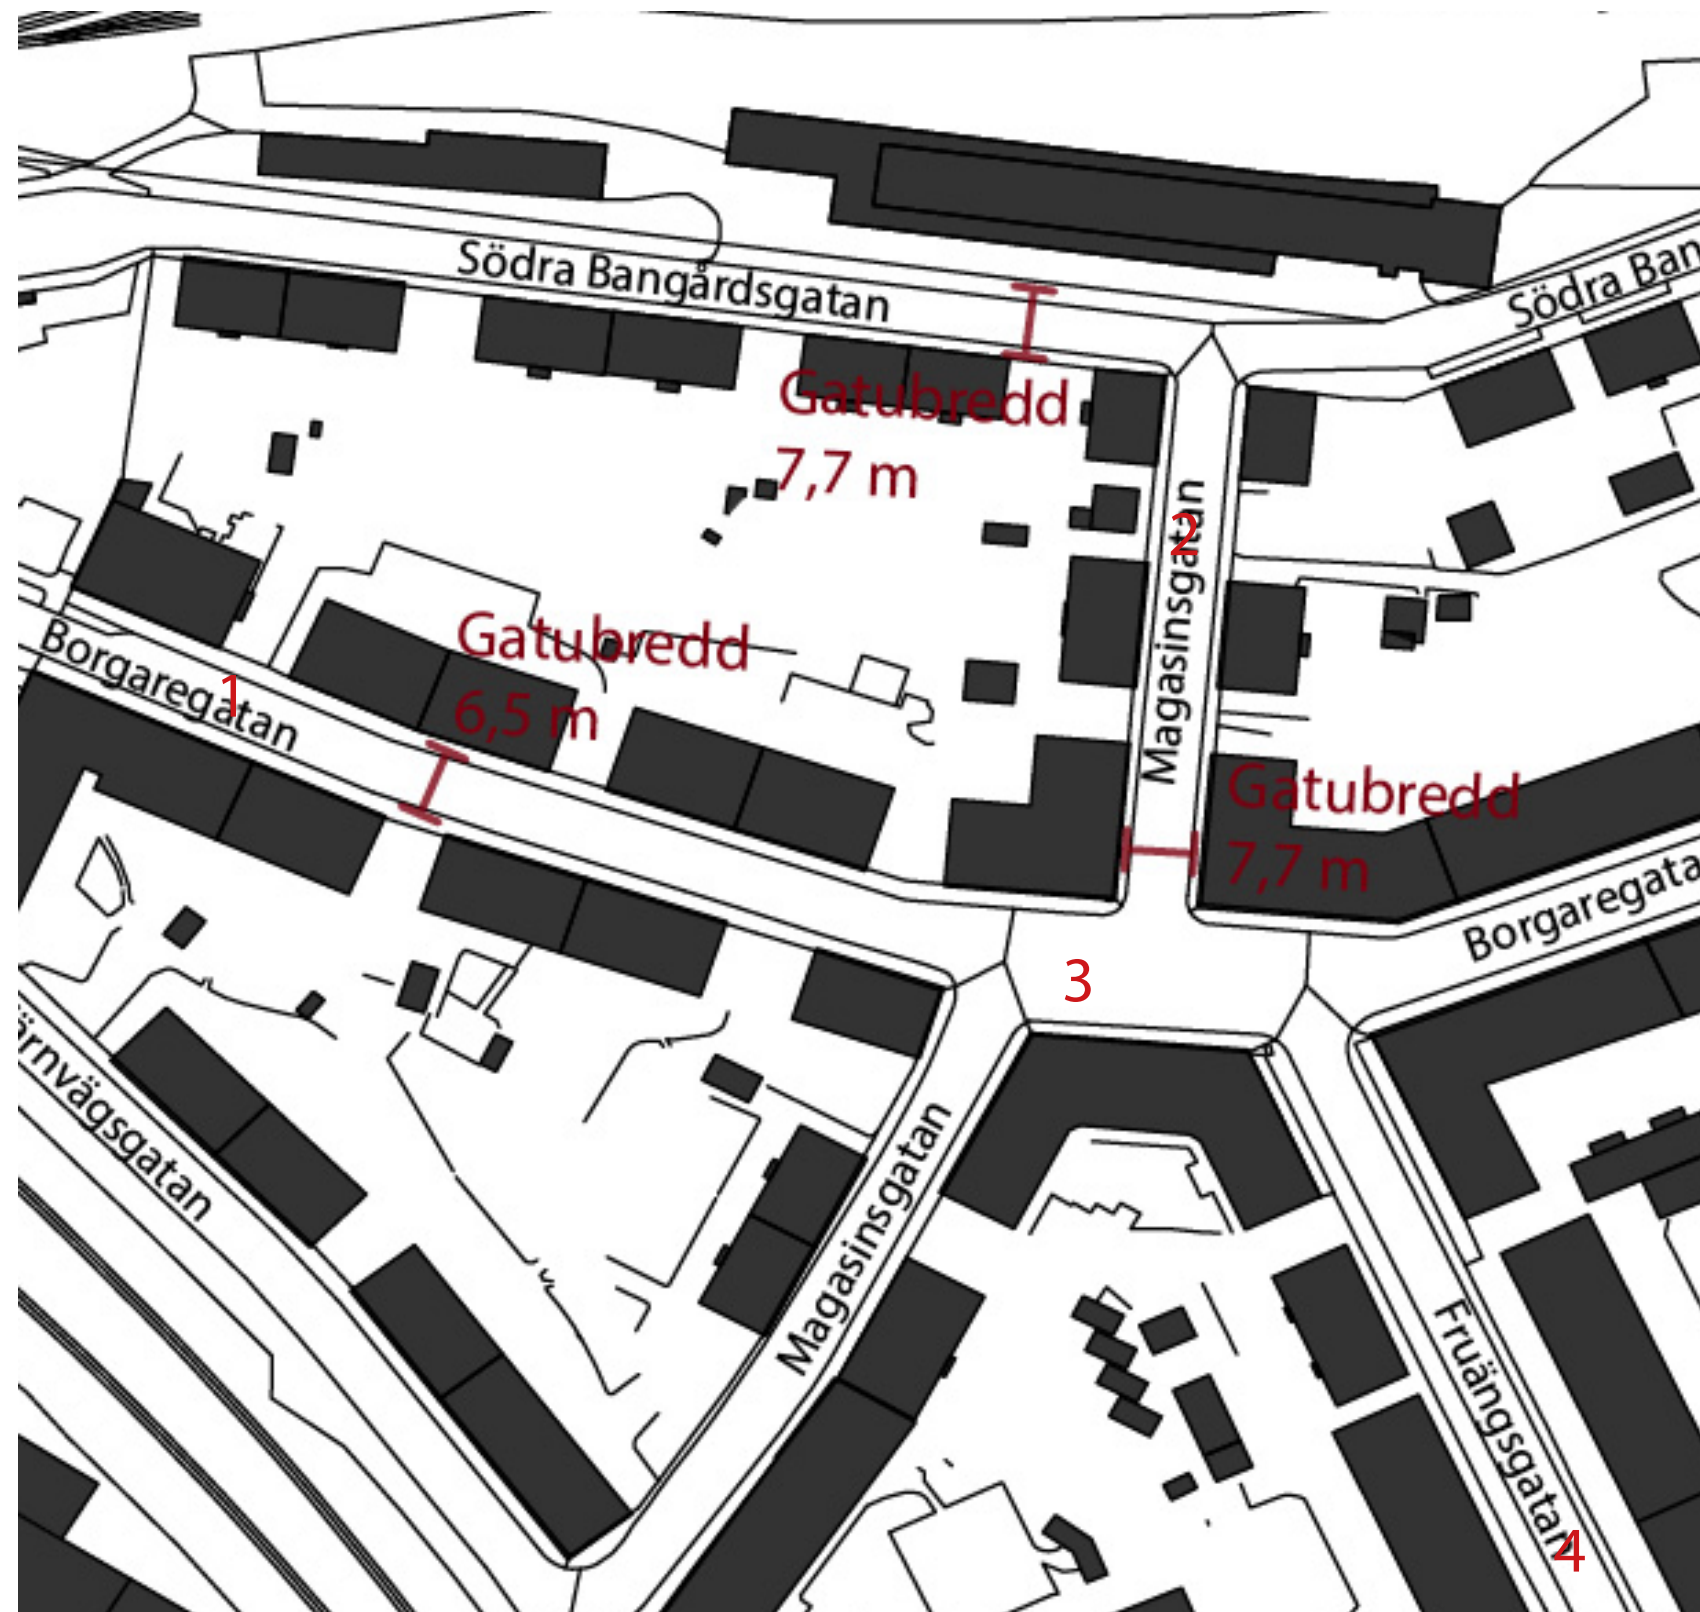 Södra Bangårdsgatan
Södra Ban
Gatubredd
7,7 m
2
Magasinsgatan
Borgaregatan
1
Gatubredd
6,5 m
Gatubredd
7,7 m
Borgaregata
3
ärnvägsgatan
Magasinsgatan
Fruängsgatan
4